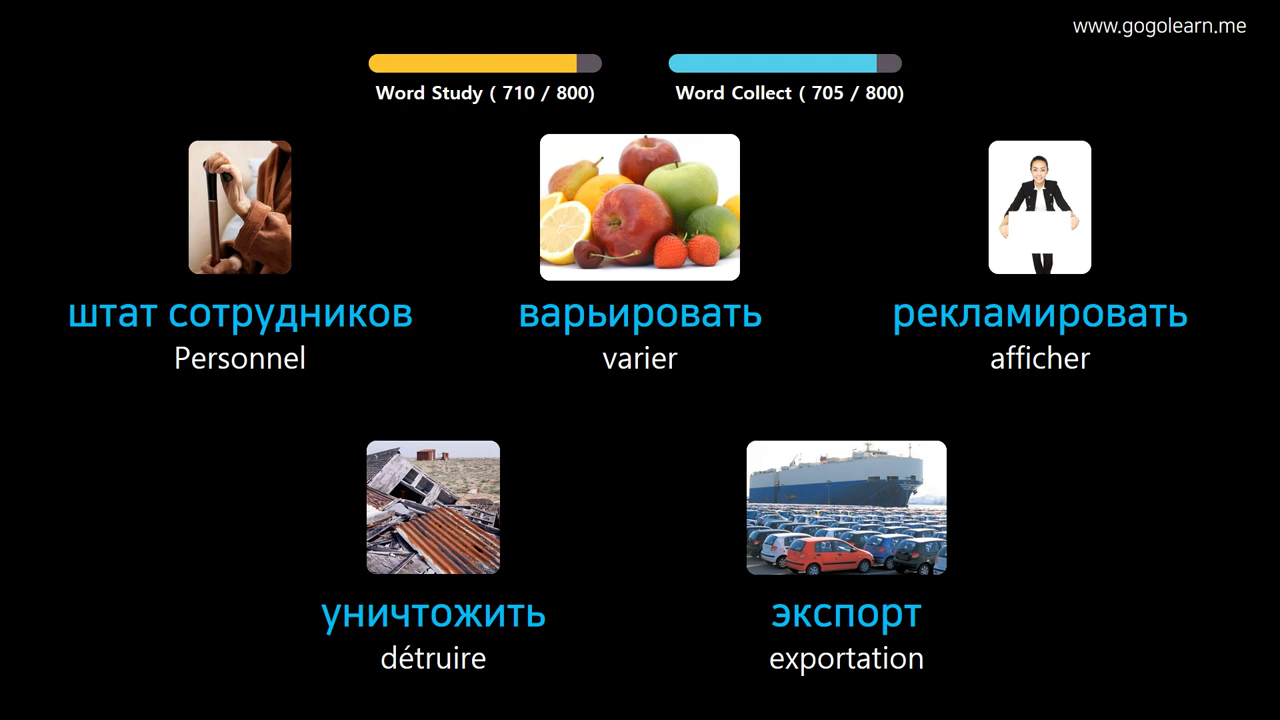 www.gogolearn.me
Word Study ( 710 / 800)
Word Collect ( 705 / 800)
штат сотрудников
Personnel
варьировать
varier
рекламировать
afficher
уничтожить
détruire
экспорт
exportation